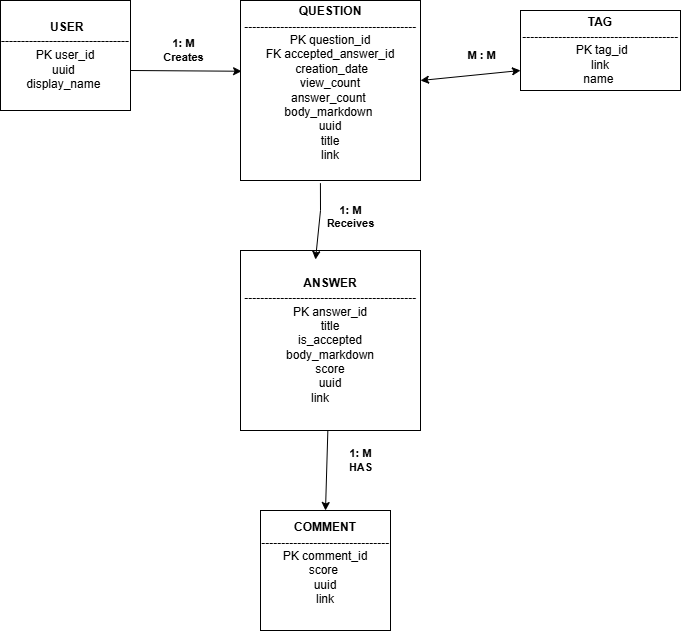 USER
PK user_id
uuid
display_name
1: M
Creates
QUESTION
PK question_id
FK accepted_answer_id
creation_date
view_count
answer_count
body_markdown
uuid
title
link
M : M
TAG
PK tag_id
link
name
1: M
Receives
ANSWER
PK answer_id
title
is_accepted
body_markdown
score
uuid
link
1: M
HAS
COMMENT
PK comment_id
score
uuid
link